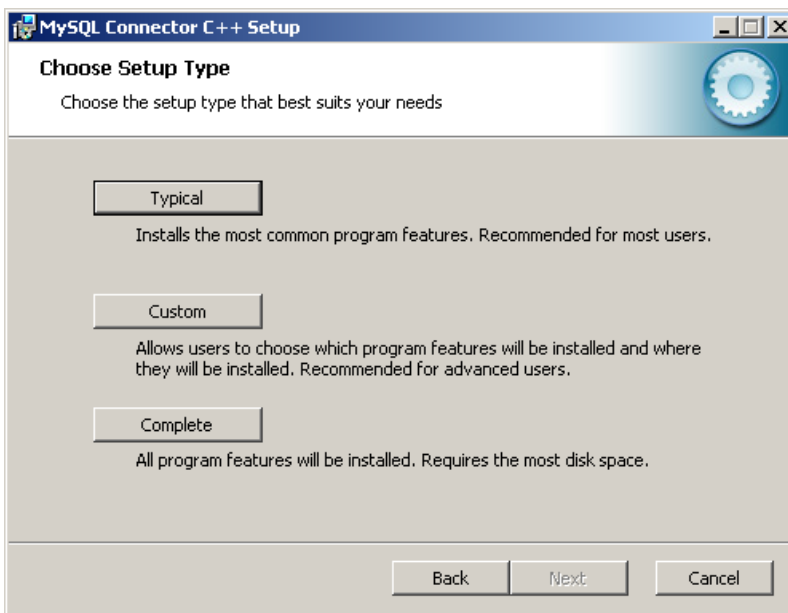 MySQL Connector C++ Setup
Choose Setup Type
Choose the setup type that best suits your needs
Typical
Installs the most common program features. Recommended for most users.
Custom
Allows users to choose which program features will be installed and where
they will be installed. Recommended for advanced users.
Complete
All program features will be installed. Requires the most disk space.
Back Next Cancel